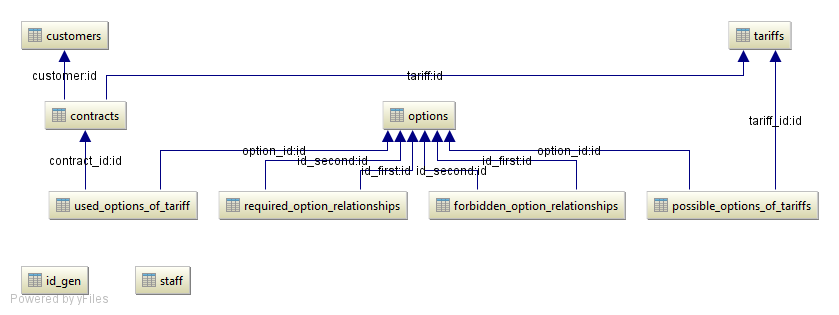 customers
tariffs
customer:id
tariff:id
contracts
options
tariff_id:id
option_id:id
option_id:id
contract_id:id
id_second:id
id_first:id
id_first:id
id_second:id
used_options_of_tariff
required_option_relationships
forbidden_option_relationships
possible_options_of_tariffs
id_gen
staff
Powered by yFiles